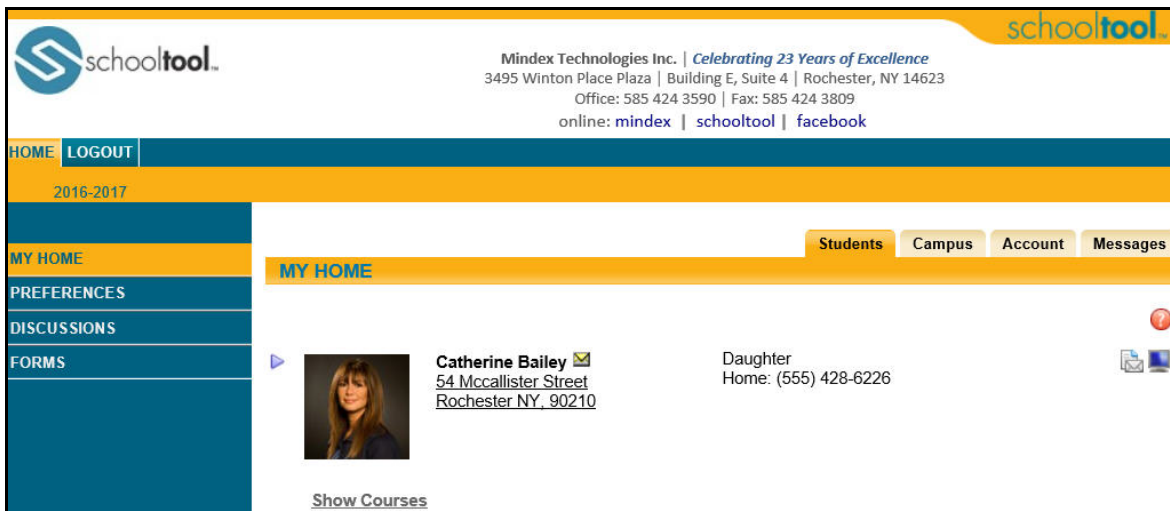 schooltool™
schooltool™
Mindex Technologies Inc. | Celebrating 23 Years of Excellence
3495 Winton Place Plaza | Building E, Suite 4 | Rochester, NY 14623
Office: 585 424 3590 | Fax: 585 424 3809
online: mindex | schooltool | facebook
HOME LOGOUT
2016-2017
Students Campus Account Messages
MY HOME
MY HOME
PREFERENCES
DISCUSSIONS
FORMS
?
Catherine Bailey Daughter
54 Mccallister Street Home: (555) 428-6226
Rochester NY, 90210
Show Courses